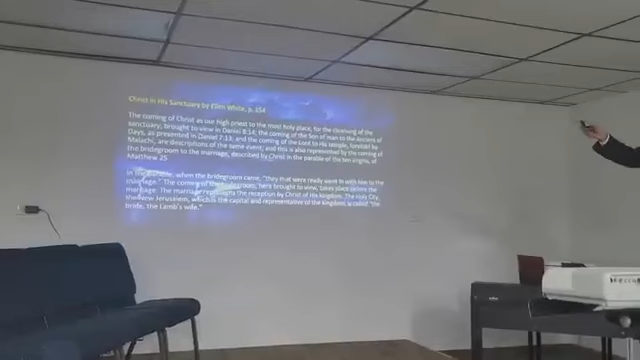 Christ in His Sanctuary by Ellen White, p. 154
The coming of Christ as our high priest to the most holy place, for the cleansing of the
sanctuary, brought to view in Daniel 8:14; the coming of the Son of man to the Ancient of
Days, as presented in Daniel 7:13; and the coming of the Lord to His temple, foretold by
Malachi, are descriptions of the same event; and this is also represented by the coming of
the bridegroom to the marriage, described by Christ in the parable of the ten virgins, of
Matthew 25
In the parable, when the bridegroom came, "they that were ready went in with him to the
marriage." The coming of the bridegroom, here brought to view, takes place before the
marriage. The marriage represents the reception by Christ of His kingdom. The Holy City,
the New Jerusalem, which is the capital and representative of the kingdom, is called "the
bride, the Lamb's wife."